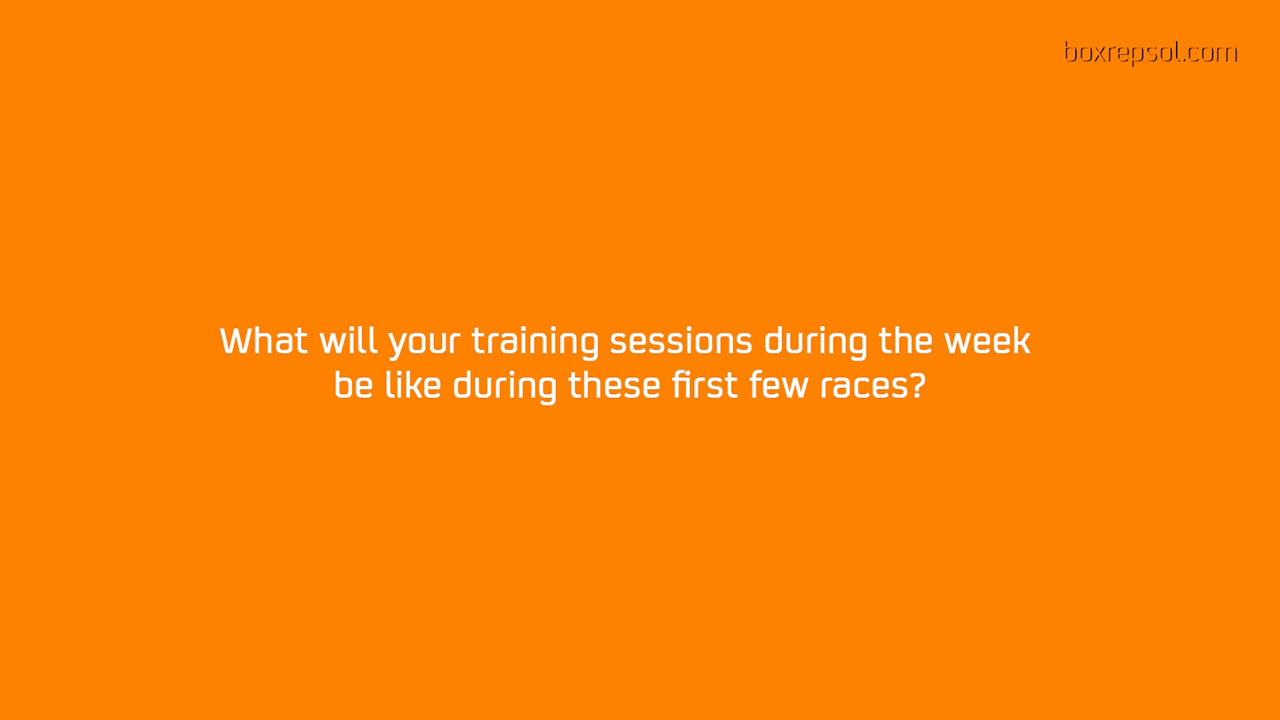 boxrepsol.com
What will your training sessions during the week
be like during these first few races?